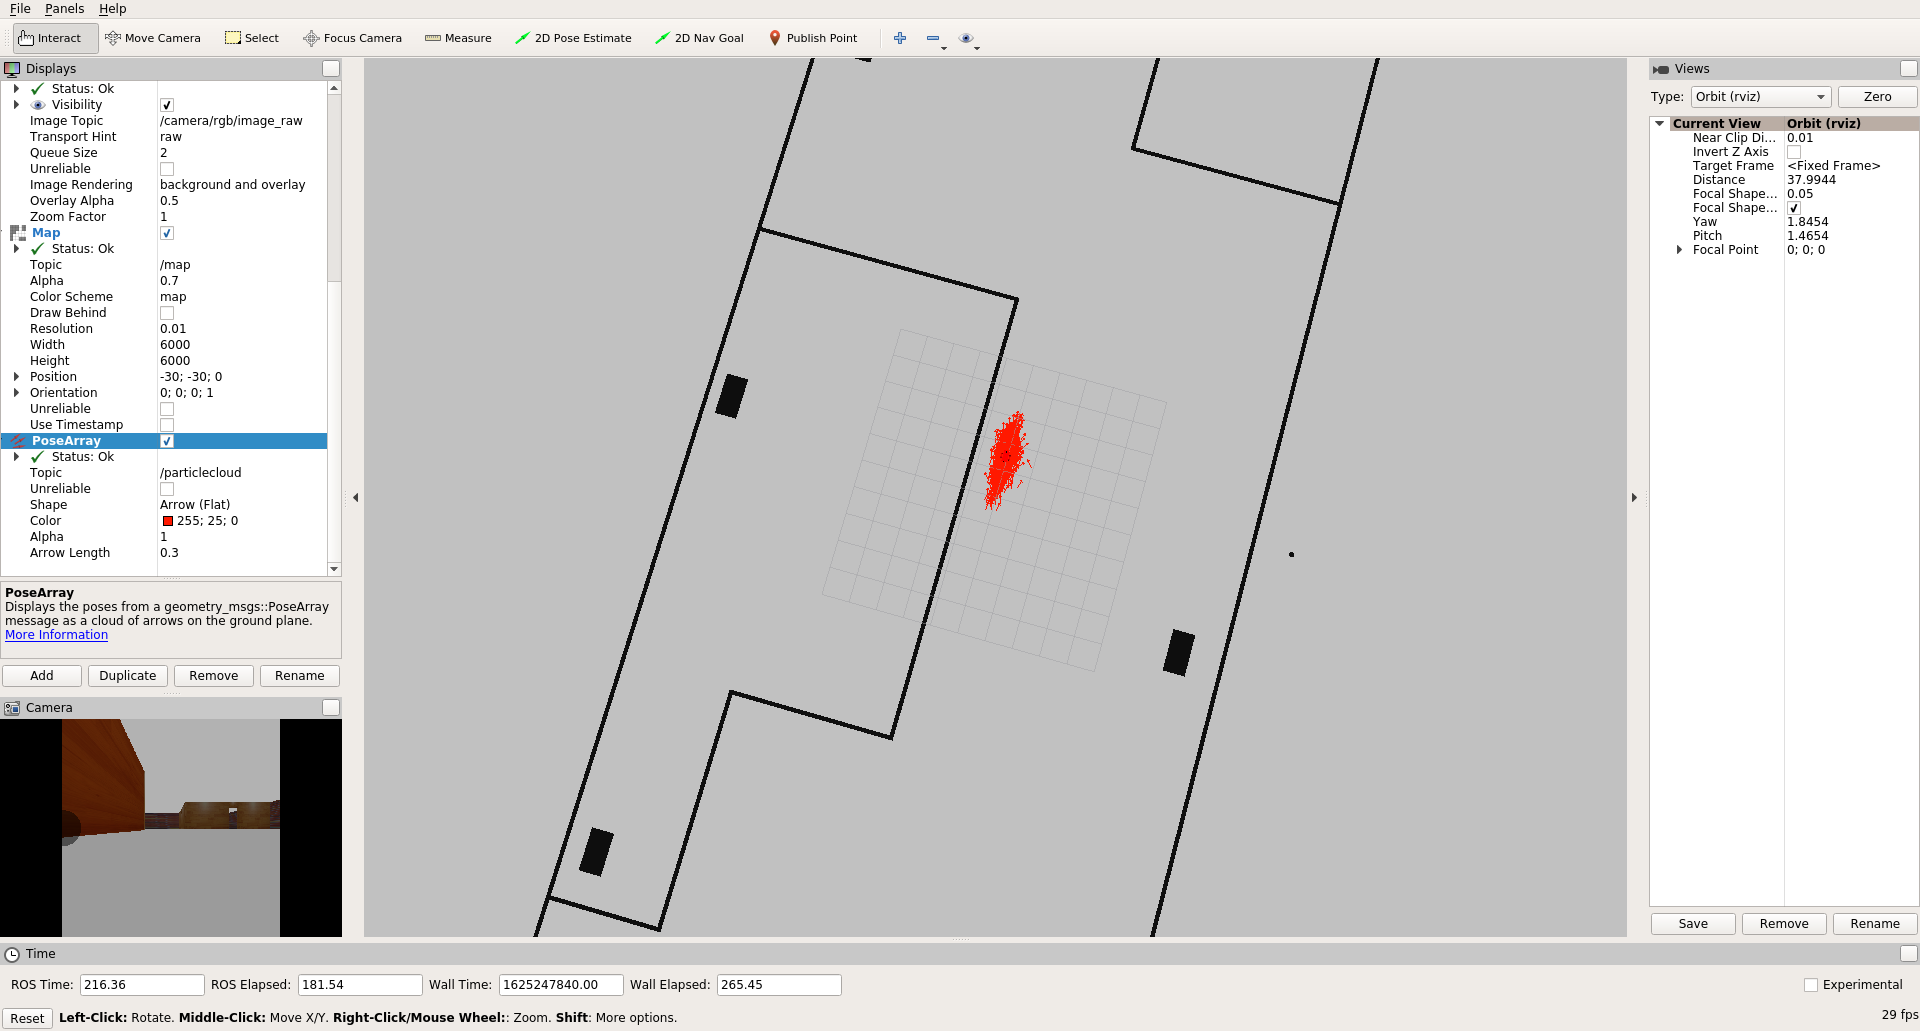 File Panels Help
Interact Move Camera Select Focus Camera Measure 2D Pose Estimate 2D Nav Goal Publish Point
Displays
Status: Ok
Visibility
Image Topic /camera/rgb/image_raw
Transport Hint raw
Queue Size 2
Unreliable
Image Rendering background and overlay
Overlay Alpha 0.5
Zoom Factor 1
Map
Status: Ok
Topic /map
Alpha 0.7
Color Scheme map
Draw Behind
Resolution 0.01
Width 6000
Height 6000
Position -30; -30; 0
Orientation 0; 0; 0; 1
Unreliable
Use Timestamp
PoseArray
Status: Ok
Topic /particlecloud
Unreliable
Shape Arrow (Flat)
Color 255; 25; 0
Alpha 1
Arrow Length 0.3
PoseArray
Displays the poses from a geometry_msgs::PoseArray
message as a cloud of arrows on the ground plane.
More Information
Add Duplicate Remove Rename
Camera
Views
Type: Orbit (rviz) Zero
Current View Orbit (rviz)
Near Clip Di... 0.01
Invert Z Axis
Target Frame <Fixed Frame>
Distance 37.9944
Focal Shape... 0.05
Focal Shape...
Yaw 1.8454
Pitch 1.4654
Focal Point 0; 0; 0
Save Remove Rename
Time
ROS Time: 216.36 ROS Elapsed: 181.54 Wall Time: 1625247840.00 Wall Elapsed: 265.45 Experimental
Reset Left-Click: Rotate. Middle-Click: Move X/Y. Right-Click/Mouse Wheel:: Zoom. Shift: More options. 29 fps